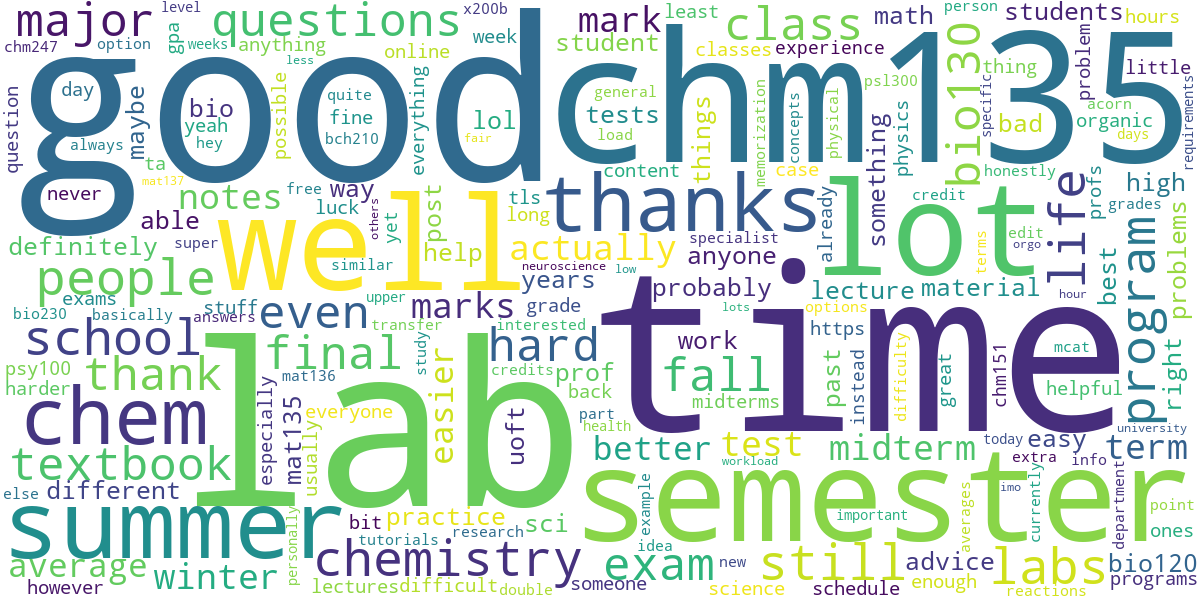 major
questions
mark
least
x200b
class
math
person
students
level
gpa
chm247
option
weeks
anything
online
week
student
classes
experience
thing
hours
problem
little
less
good
chm135
bio130
day
maybe
bio
yeah
hey
possible
quite
fine
bch210
everything
lol
fair
general
tests
load
things
memorization
concepts
physical
psl300
physics
specific
bad
acorn
organic
days
requirements
question
always
ta
mat137
never
notes
free
way
luck
others
yet
post
tls
long
content
case
something
honestly
credit
profs
high
grades
able
definitely
super
well
thanks
already
lot
edit
orgo
terms
life
people
similar
help
actually
specialist
anyone
neuroscience
low
years
probably
lecture
material
hour
best
program
problems
right
exams
stuff
bio230
basically
answers
even
upper
marks
grade
lots
options
https
school
transfer
interested
hard
work
time
mcat
psy100
harder
thank
final
mat136
study
credits
prof
back
fall
midterms
past
instead
difficulty
great
chm151
helpful
chem
lab
especially
mat135
usually
everyone
easier
uoft
part
health
better
test
midterm
today
easy
university
term
textbook
workload
extra
info
else
different
semester
imo
currently
department
point
ones
summer
personally
bit
practice
tutorials
research
sci
example
important
averages
average
winter
chemistry
idea
exam
new
still
advice
labs
bio120
however
lectures
difficult
double
someone
science
schedule
enough
reactions
programs